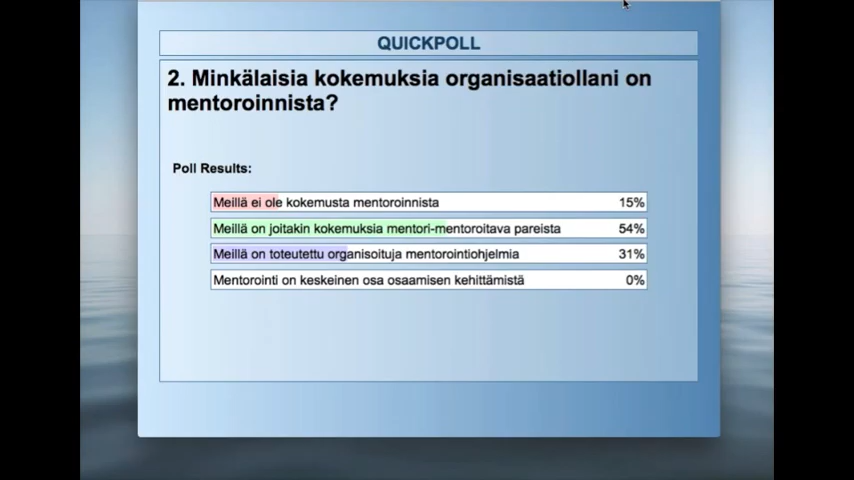 QUICKPOLL
2. Minkälaisia kokemuksia organisaatiollani on
mentoroinnista?
Poll Results:
Meillä ei ole kokemusta mentoroinnista 15%
Meillä on joitakin kokemuksia mentori-mentoroitava pareista 54%
Meillä on toteutettu organisoituja mentorointiohjelmia 31%
Mentorointi on keskeinen osa osaamisen kehittämistä 0%